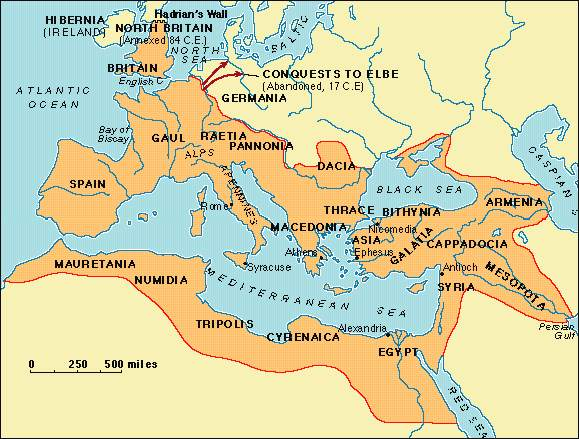 Hadrian's Wall
HIBERNIA
(IRELAND)
NORTH BRITAIN
(Annexed 84 C.E.)
NORTH
SEA
BALTIC
BRITAIN
English C.
CONQUESTS TO ELBE
(Abandoned, 17 C.E)
GERMANIA
ATLANTIC
OCEAN
Bay of
Biscay
GAUL
RAETIA
ALPS
PANNONIA
DACIA
CASPIAN
SPAIN
APENNINES
Rome
BLACK SEA
THRACE
BITHYNIA
ARMENIA
MACEDONIA
Nicomedia
ASIA
GALATIA
CAPPADOCIA
Athens
Ephesus
MAURETANIA
NUMIDIA
Syracuse
Antioch
MESOPOTA
SYRIA
MEDITERRANEAN SEA
TRIPOLIS
CYRENAICA
Alexandria
Persian
Gulf
EGYPT
RED SEA
0 250 500 miles